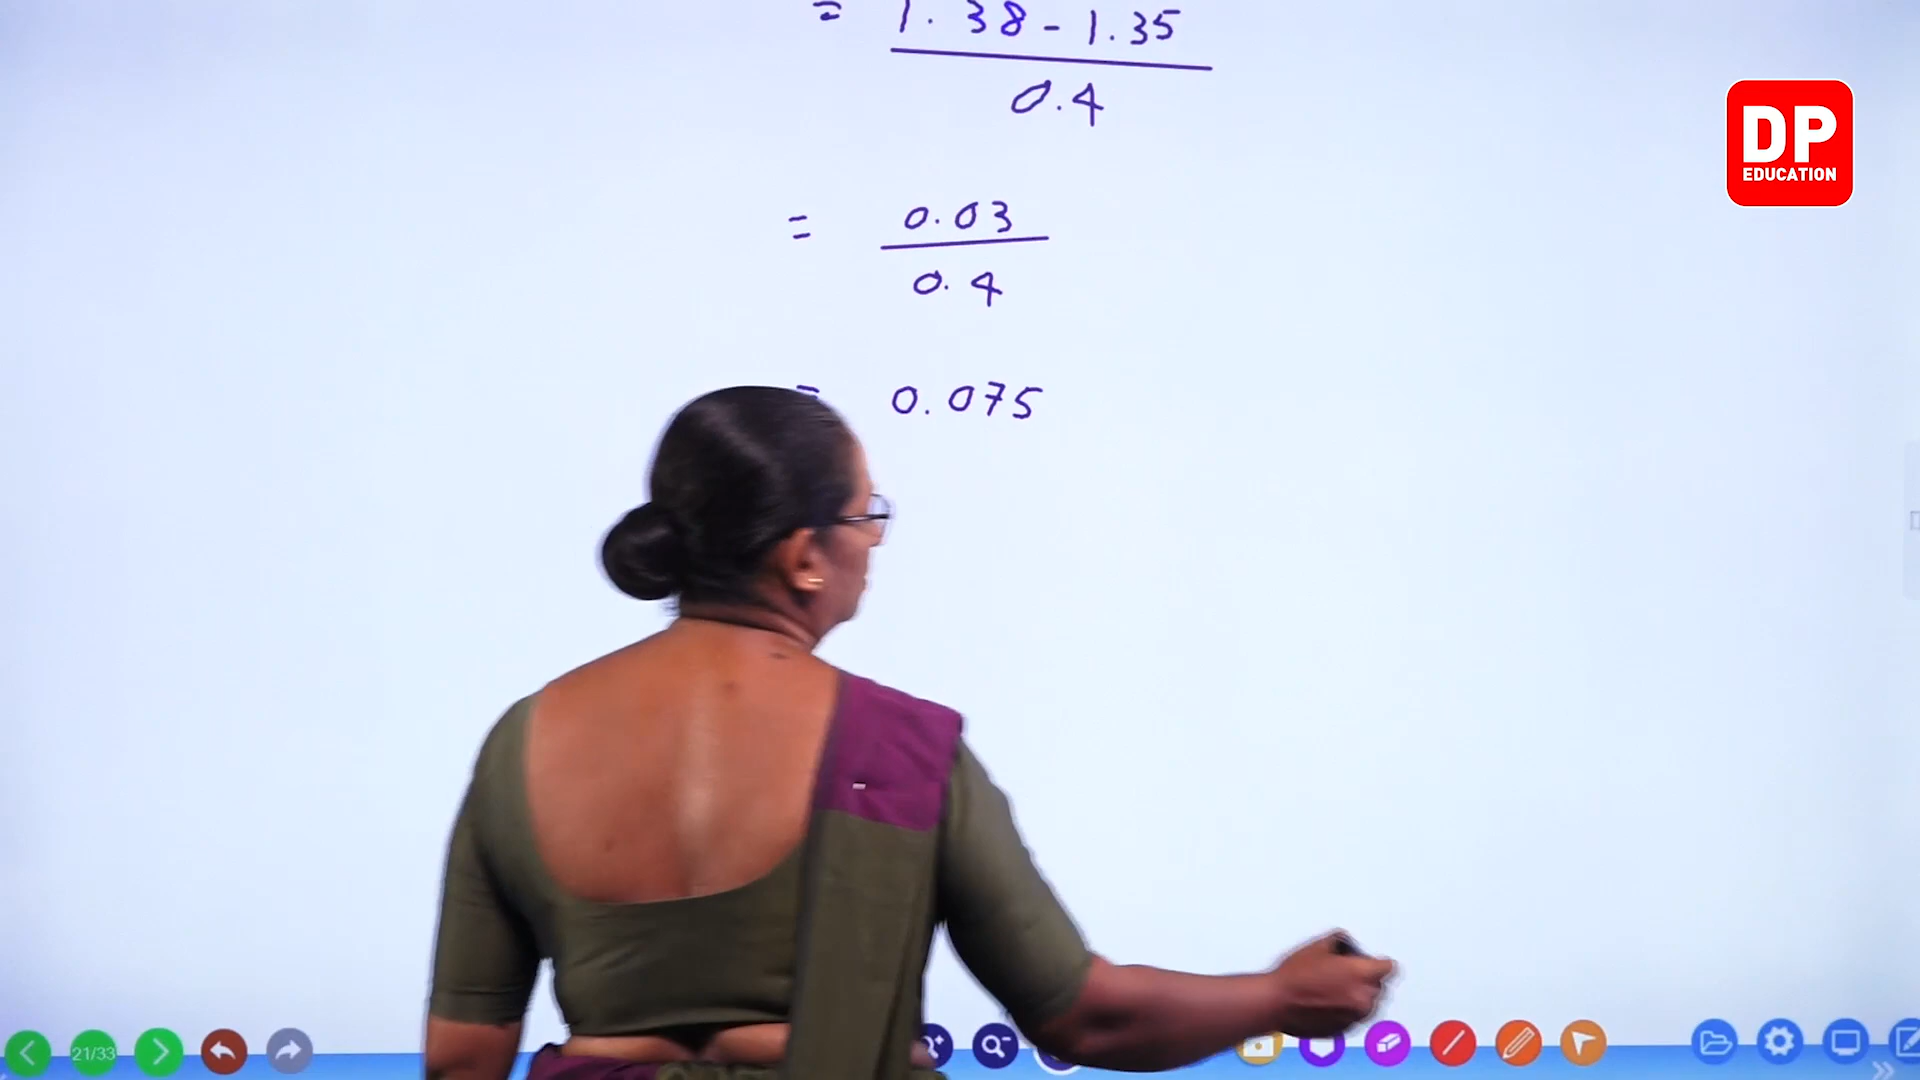 = 1.38 - 1.35
0.4
= 0.03
0.4
= 0.075
DP
EDUCATION
21/33